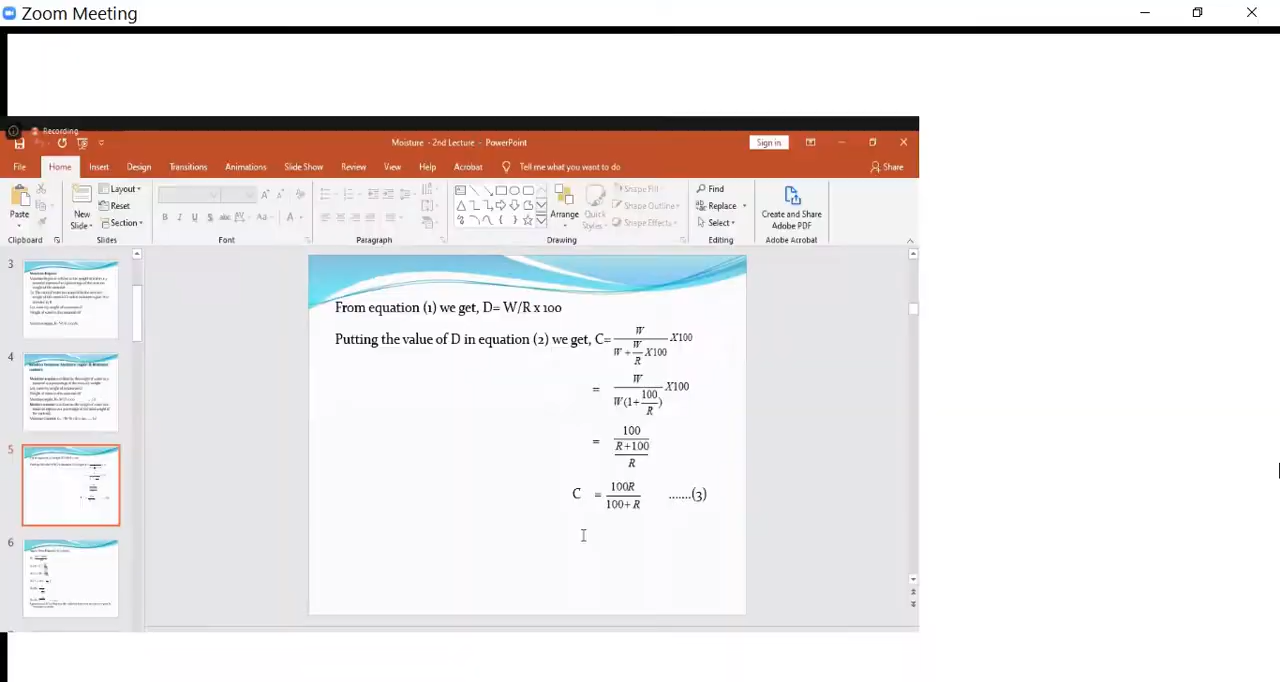 Zoom Meeting
Recording
Moisture - 2nd Lecture - PowerPoint
Sign in
File Home Insert Design Transitions Animations Slide Show Review View Help Acrobat Tell me what you want to do Share
Paste
New Slide
Layout
Reset
Section
Arrange
Quick Styles
Shape Fill
Shape Outline
Shape Effects
Find
Replace
Select
Create and Share Adobe PDF
Clipboard Slides Font Paragraph Drawing Editing Adobe Acrobat
3
4
5
6
From equation (1) we get, D= W/R x 100
Putting the value of D in equation (2) we get, C= W / (W + W/R X100) X100
= W / (W(1+ 100/R)) X100
= 100 / ((R+100)/R)
C = 100R / (100+ R) .......(3)